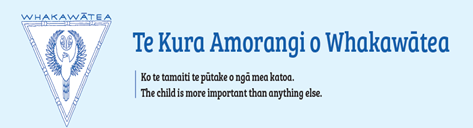 WHAKAWĀTEA
Te Kura Amorangi o Whakawātea
Ko te tamaiti te pūtake o ngā mea katoa.
The child is more important than anything else.